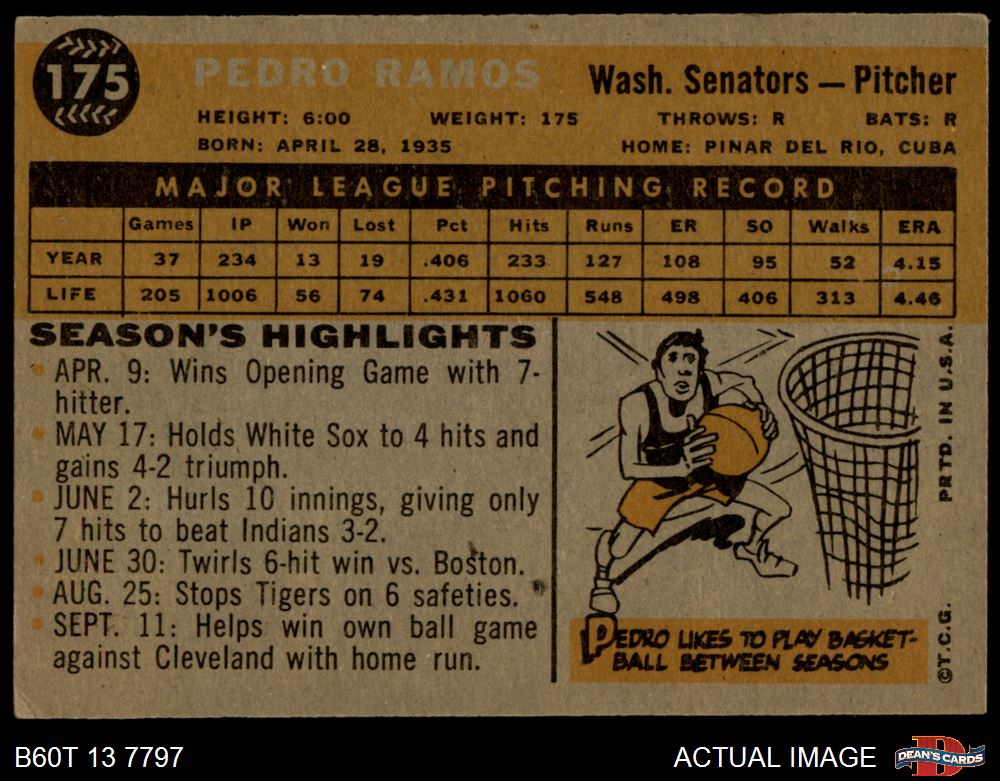 175
PEDRO RAMOS
Wash. Senators — Pitcher
HEIGHT: 6:00 WEIGHT: 175 THROWS: R BATS: R
BORN: APRIL 28, 1935 HOME: PINAR DEL RIO, CUBA
MAJOR LEAGUE PITCHING RECORD
Games IP Won Lost Pct Hits Runs ER SO Walks ERA
YEAR 37 234 13 19 .406 233 127 108 95 52 4.15
LIFE 205 1006 56 74 .431 1060 548 498 406 313 4.46
SEASON'S HIGHLIGHTS
• APR. 9: Wins Opening Game with 7-
hitter.
• MAY 17: Holds White Sox to 4 hits and
gains 4-2 triumph.
• JUNE 2: Hurls 10 innings, giving only
7 hits to beat Indians 3-2.
• JUNE 30: Twirls 6-hit win vs. Boston.
• AUG. 25: Stops Tigers on 6 safeties.
• SEPT. 11: Helps win own ball game
against Cleveland with home run.
PEDRO LIKES TO PLAY BASKET-
BALL BETWEEN SEASONS
©T.C.G. PRTD. IN U.S.A.
B60T 13 7797
ACTUAL IMAGE
D
DEAN'S CARDS